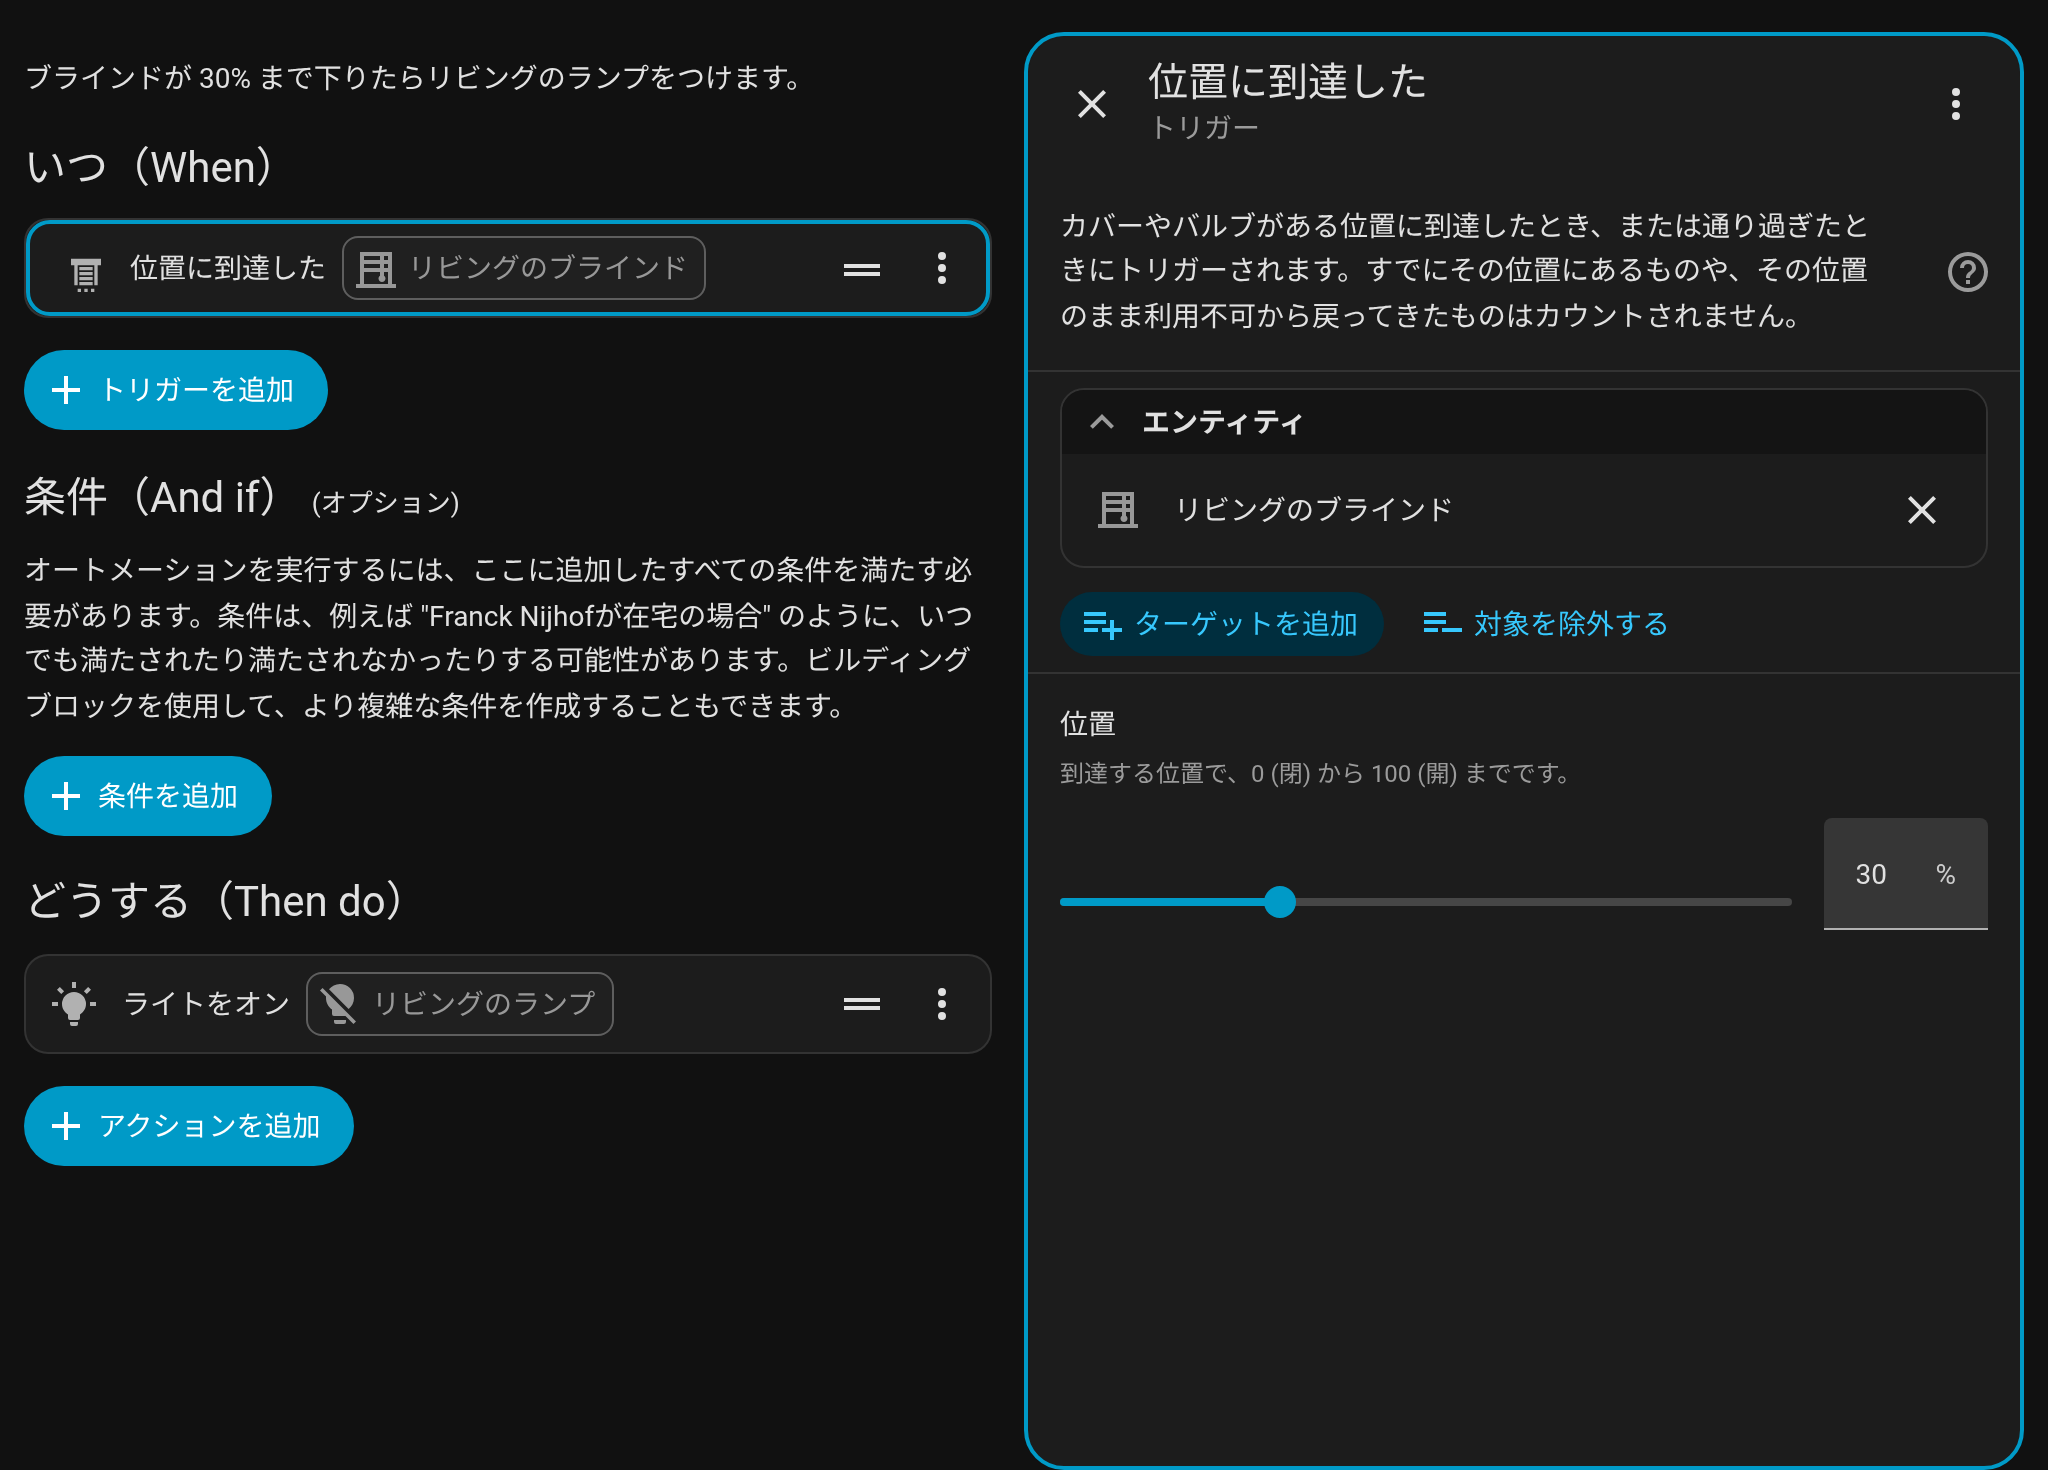 ブラインドが 30% まで下りたらリビングのランプをつけます。
いつ（When）
位置に到達した リビングのブラインド
トリガーを追加
条件（And if） (オプション)
オートメーションを実行するには、ここに追加したすべての条件を満たす必
要があります。条件は、例えば "Franck Nijhofが在宅の場合" のように、いつ
でも満たされたり満たされなかったりする可能性があります。ビルディング
ブロックを使用して、より複雑な条件を作成することもできます。
条件を追加
どうする（Then do）
ライトをオン リビングのランプ
アクションを追加
位置に到達した
トリガー
カバーやバルブがある位置に到達したとき、または通り過ぎたと
きにトリガーされます。すでにその位置にあるものや、その位置
のまま利用不可から戻ってきたものはカウントされません。
エンティティ
リビングのブラインド
ターゲットを追加 対象を除外する
位置
到達する位置で、0 (閉) から 100 (開) までです。
30 %